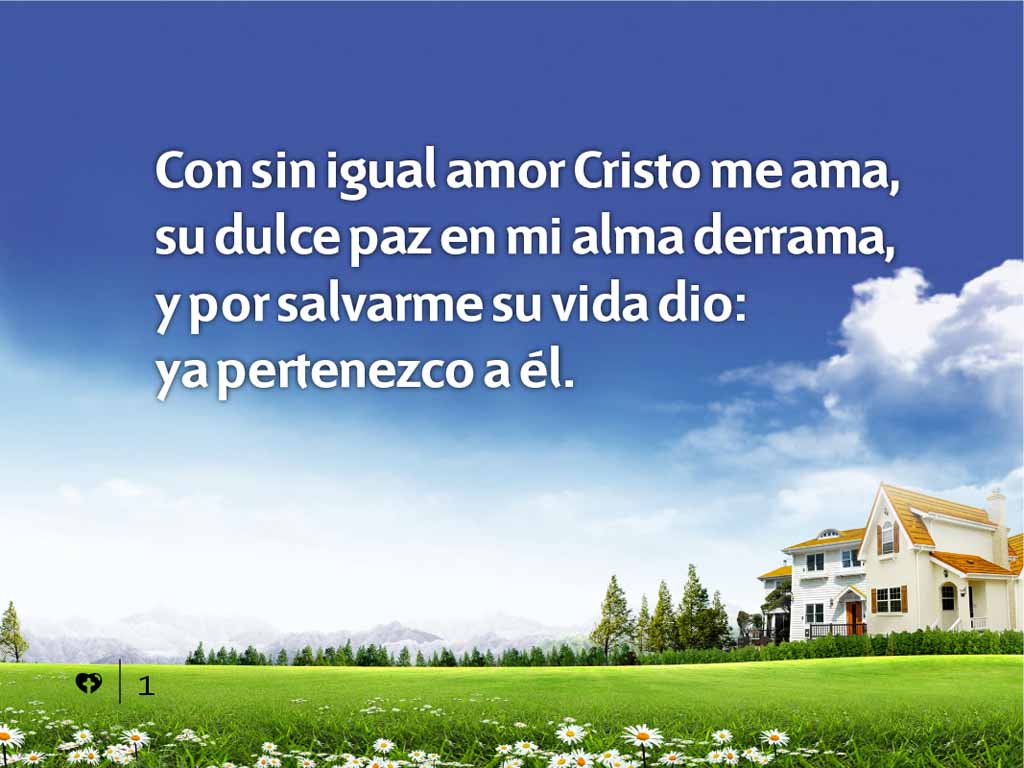 Con sin igual amor Cristo me ama,
su dulce paz en mi alma derrama,
y por salvarme su vida dio:
ya pertenezco a él.
1